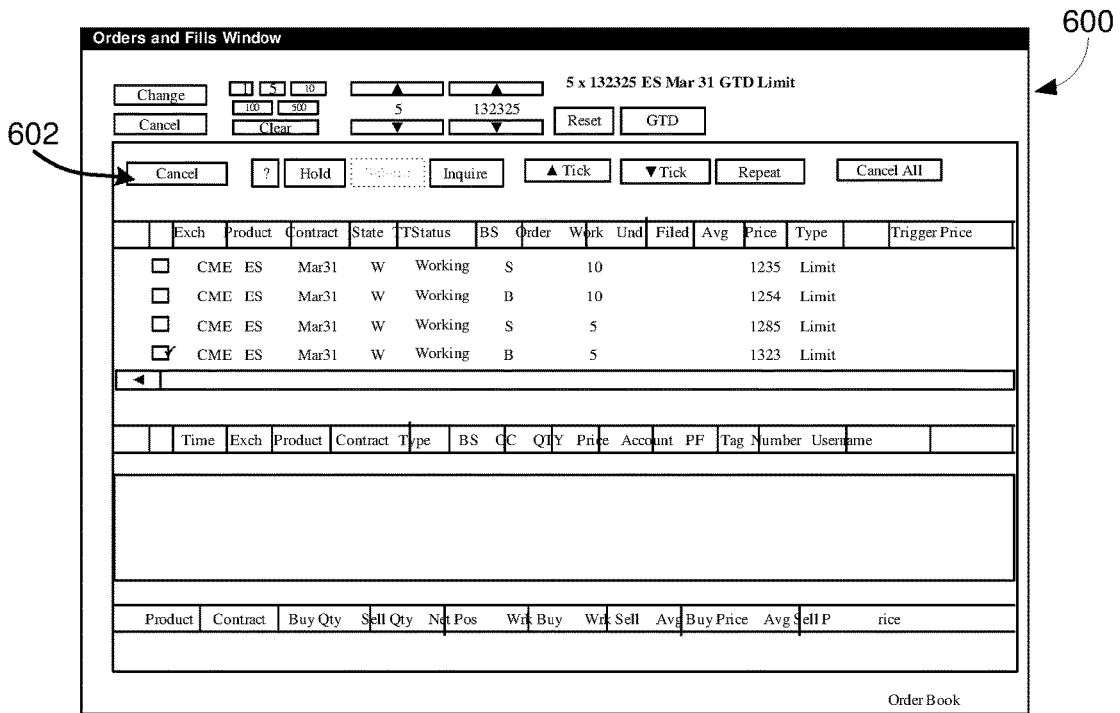 600
Orders and Fills Window
5 x 132325 ES Mar 31 GTD Limit
Change 1 5 10
100 500 5 132325 Reset GTD
Cancel Clear
602
Cancel ? Hold Inquire ▲ Tick ▼ Tick Repeat Cancel All
Exch Product Contract State TTStatus BS Order Work Und Filed Avg Price Type Trigger Price
CME ES Mar31 W Working S 10 1235 Limit
CME ES Mar31 W Working B 10 1254 Limit
CME ES Mar31 W Working S 5 1285 Limit
CME ES Mar31 W Working B 5 1323 Limit
Time Exch Product Contract Type BS OC QTY Price Account PF Tag Number Username
Product Contract Buy Qty Sell Qty Net Pos Wrk Buy Wrk Sell Avg Buy Price Avg Sell P rice
Order Book